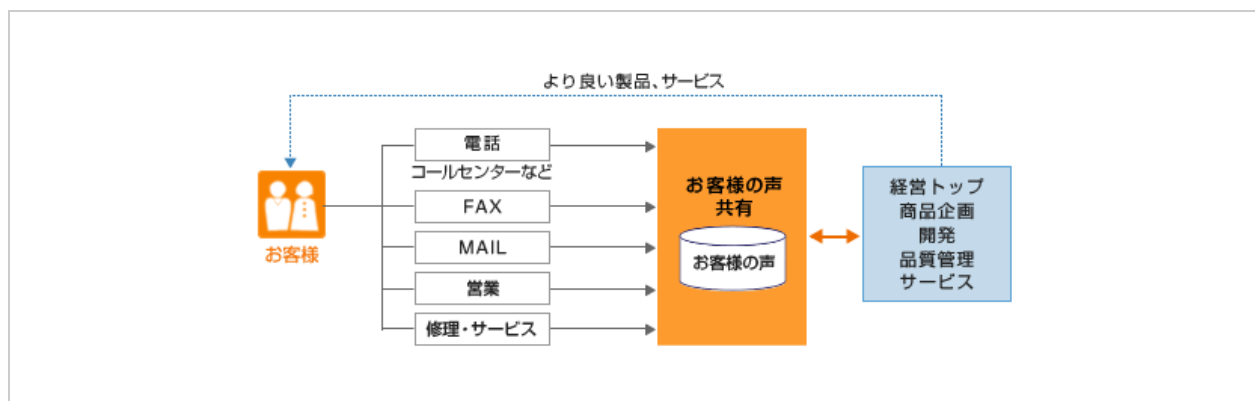 より良い製品、サービス
お客様
電話
コールセンターなど
FAX
MAIL
営業
修理・サービス
お客様の声
共有
お客様の声
経営トップ
商品企画
開発
品質管理
サービス